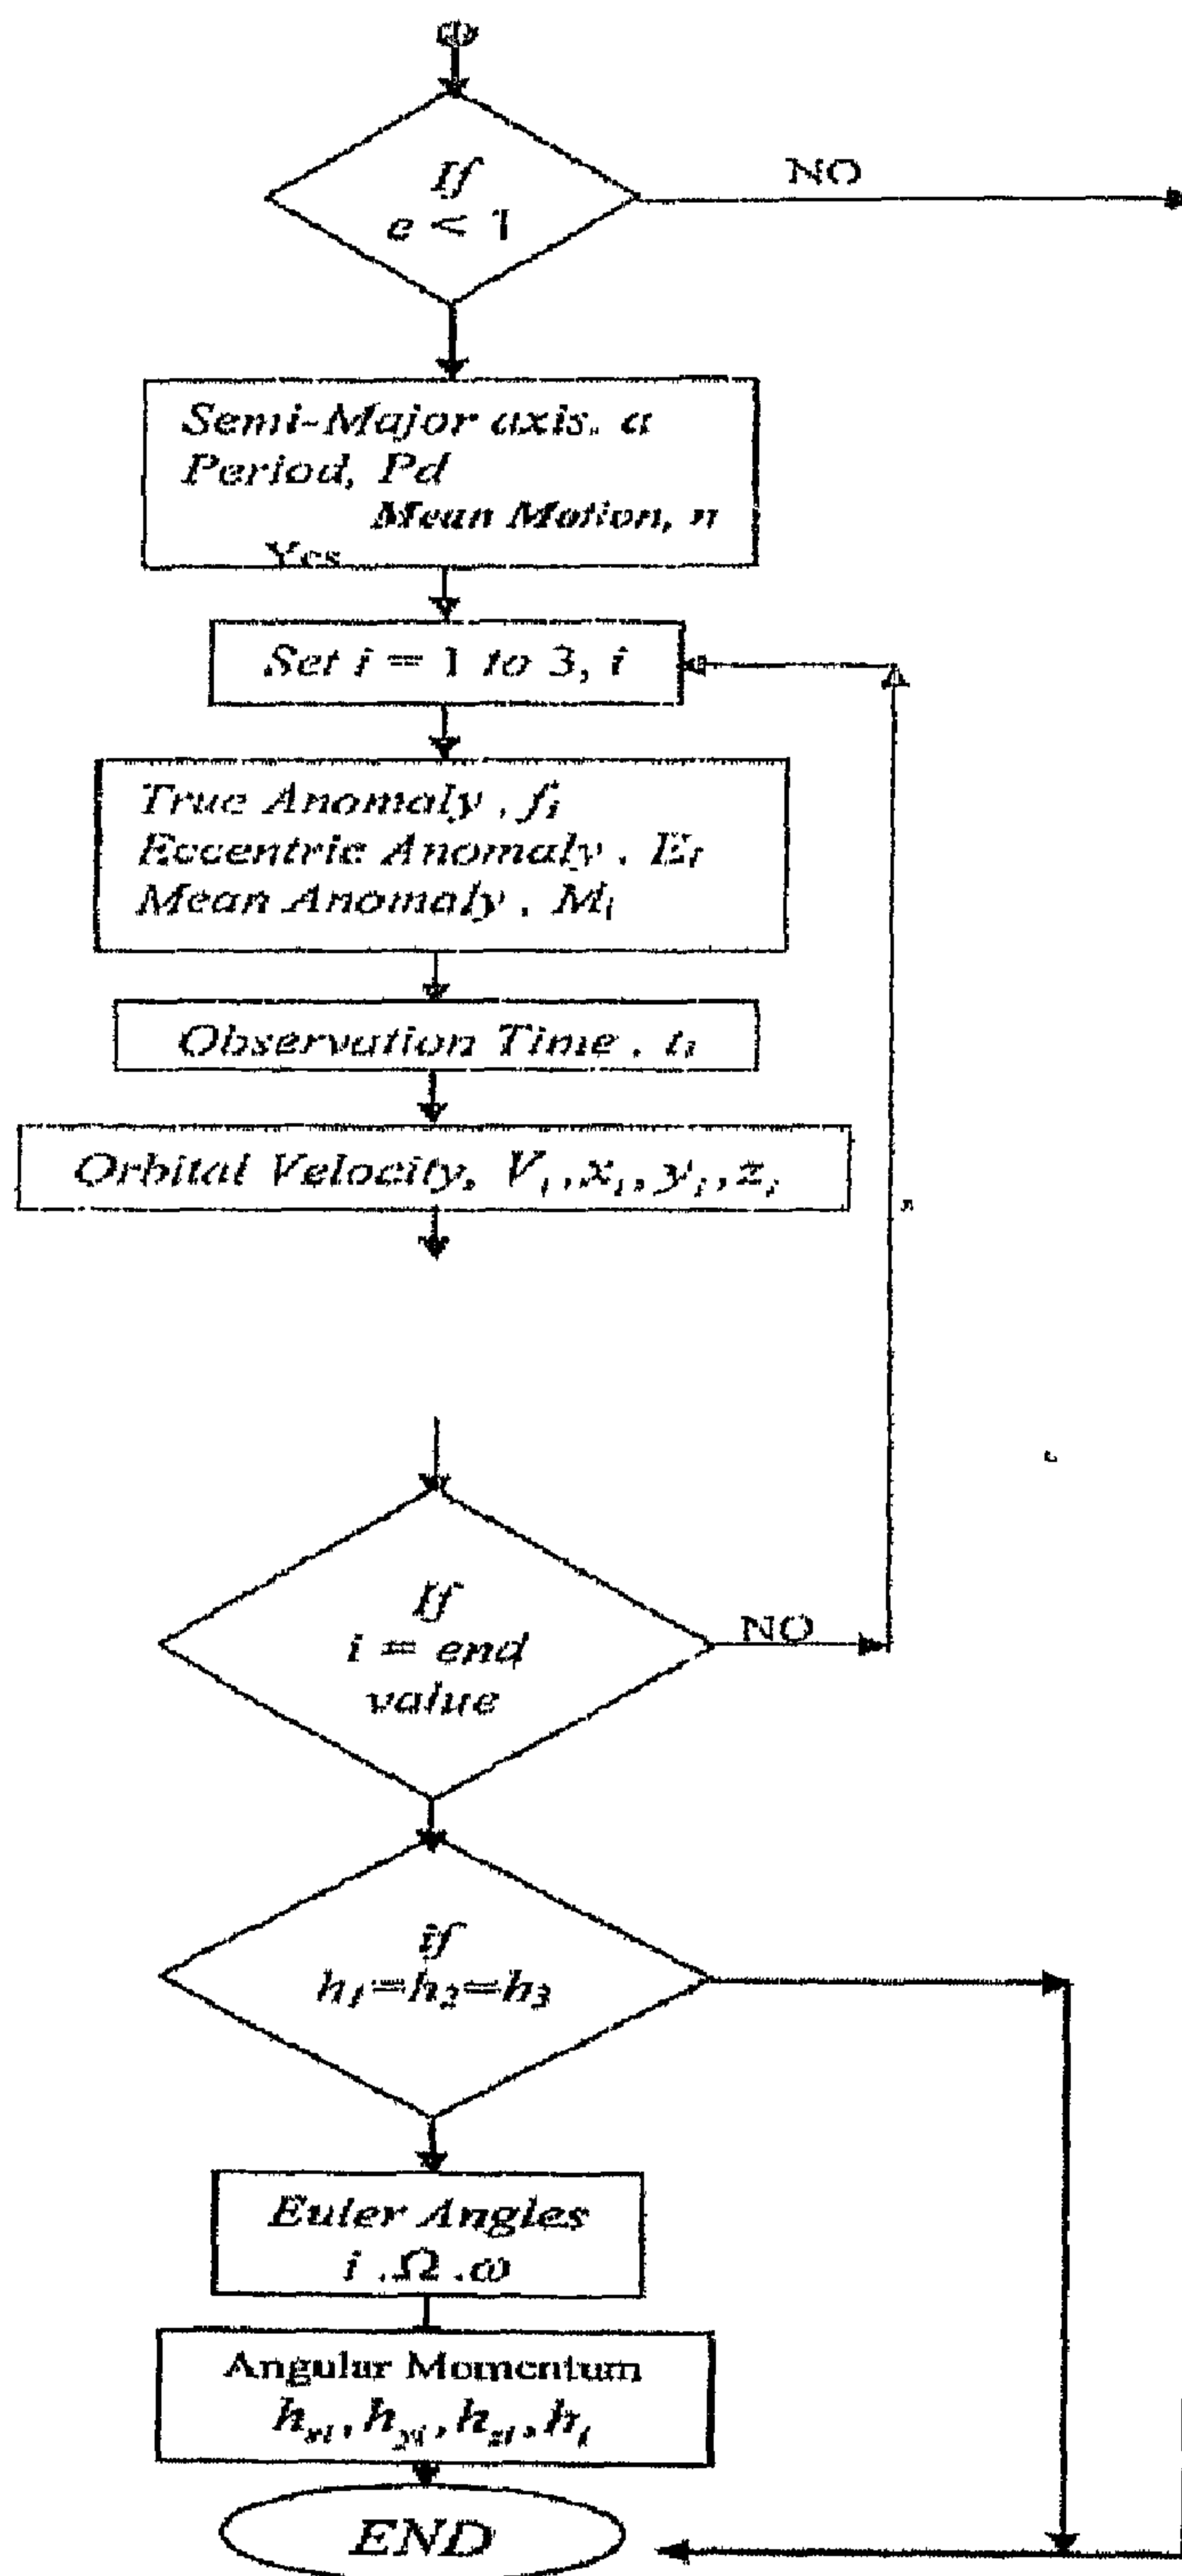 If
e < 1
NO
Semi-Major axis, a
Period, Pd
Mean Motion, n
Yes
Set i = 1 to 3, i
True Anomaly , fᵢ
Eccentric Anomaly , Eᵢ
Mean Anomaly , Mᵢ
Observation Time , tᵢ
Orbital Velocity, Vᵢ, xᵢ, yᵢ, zᵢ
If
i = end
value
NO
if
h₁=h₂=h₃
Euler Angles
i , Ω , ω
Angular Momentum
hₓᵢ, hyᵢ, hzᵢ, hᵢ
END